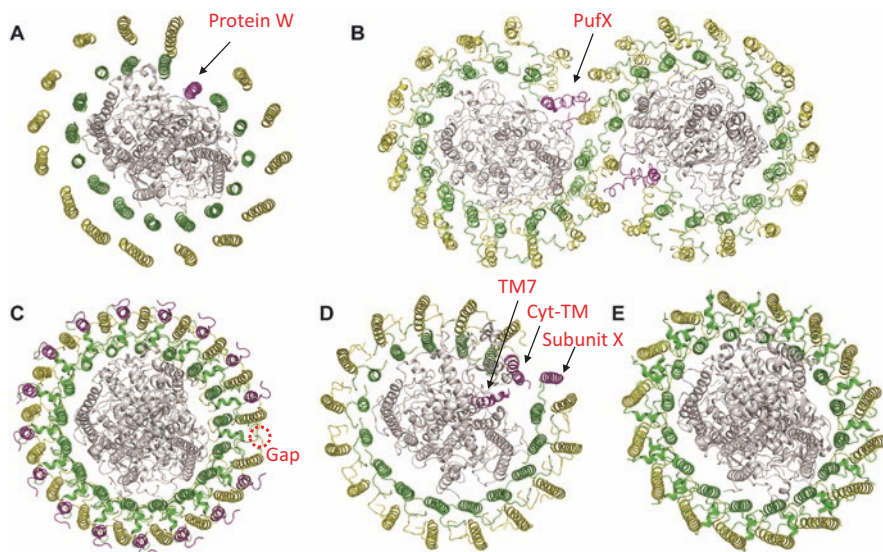 Protein W
PufX
A
B
TM7
Cyt-TM
Subunit X
C
D
E
Gap